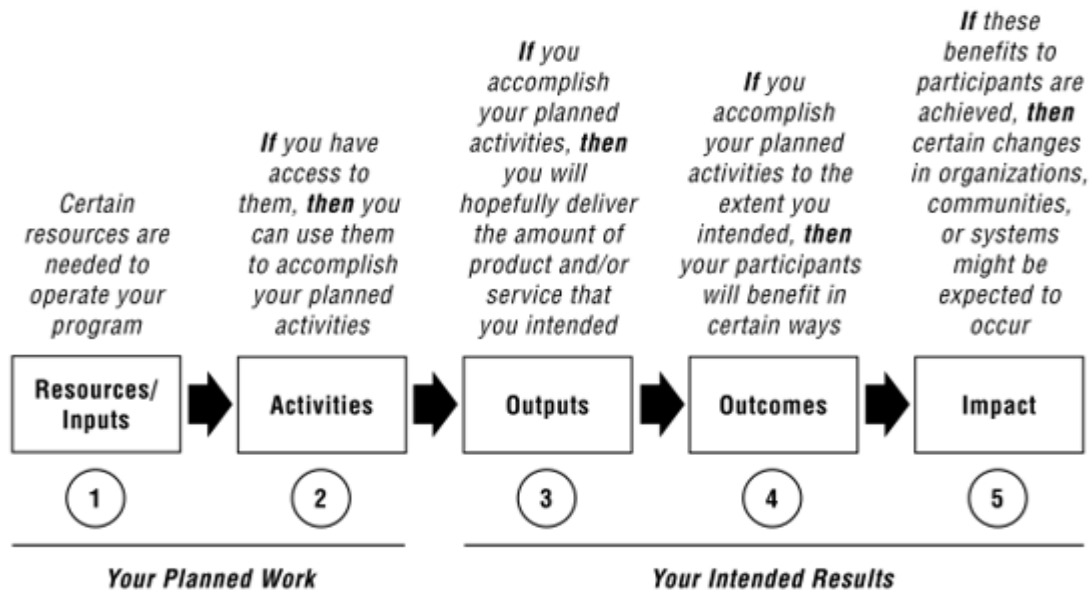 Certain
resources are
needed to
operate your
program
If you have
access to
them, then you
can use them
to accomplish
your planned
activities
If you
accomplish
your planned
activities, then
you will
hopefully deliver
the amount of
product and/or
service that
you intended
If you
accomplish
your planned
activities to the
extent you
intended, then
your participants
will benefit in
certain ways
If these
benefits to
participants are
achieved, then
certain changes
in organizations,
communities,
or systems
might be
expected to
occur
Resources/
Inputs
Activities
Outputs
Outcomes
Impact
1
2
3
4
5
Your Planned Work
Your Intended Results